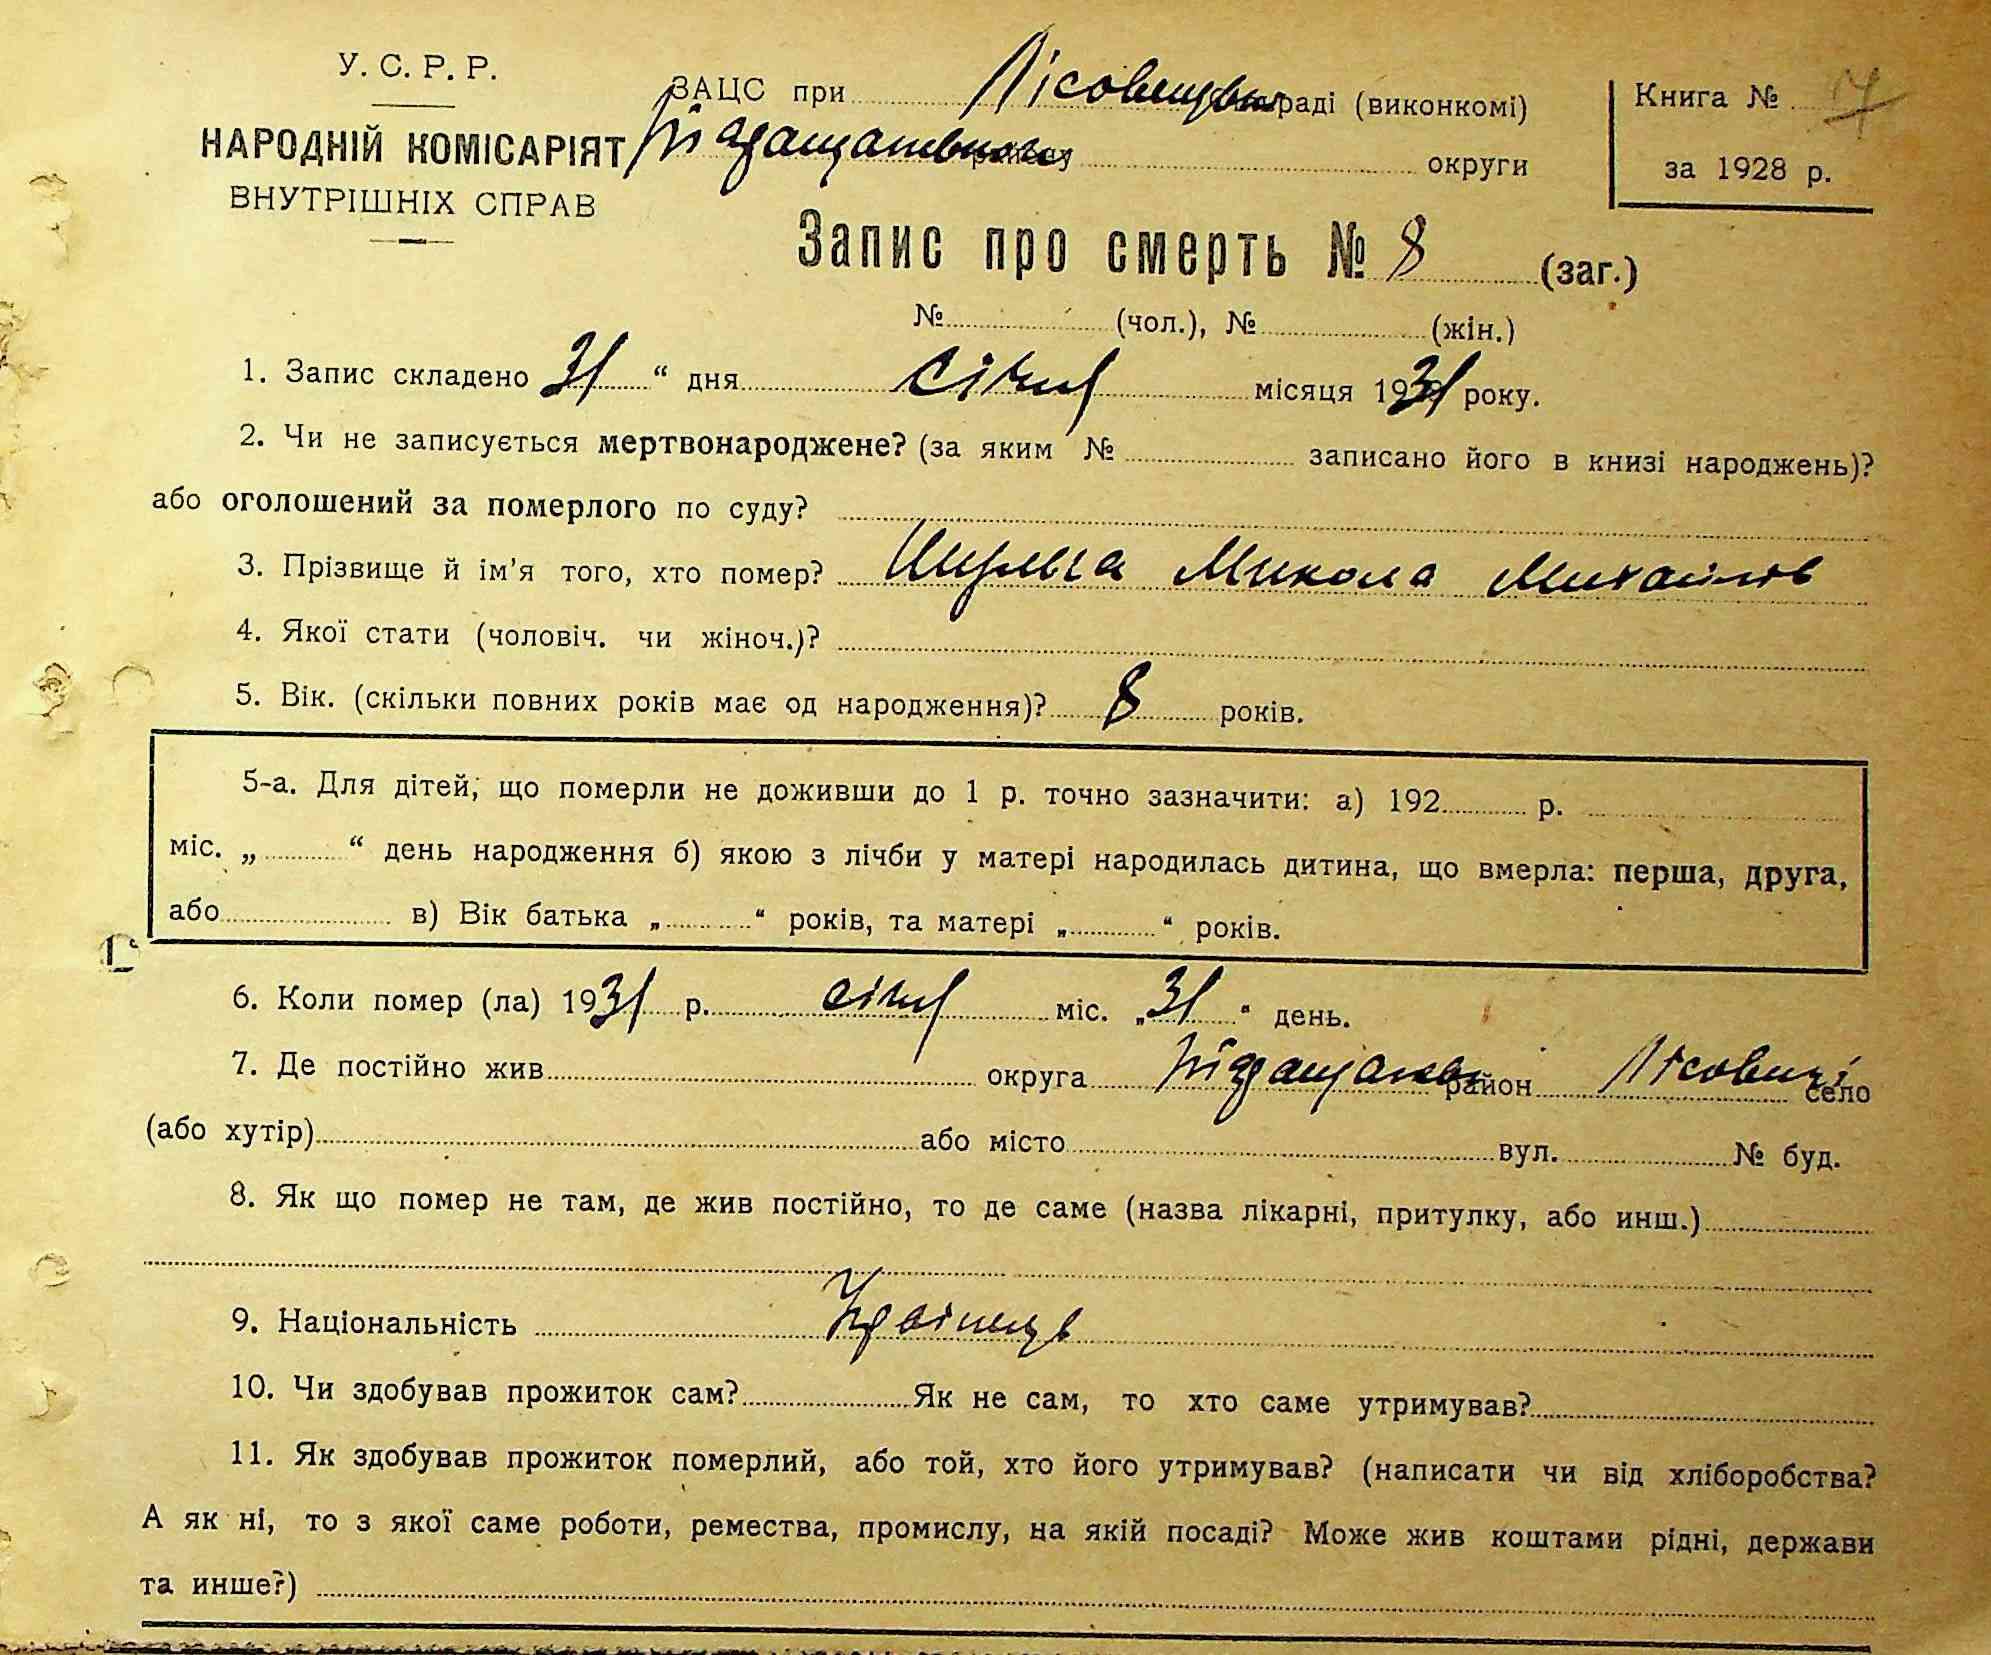 У. С. Р. Р.
НАРОДНІЙ КОМІСАРІЯТ
ВНУТРІШНІХ СПРАВ
ЗАЦС при Лісовецькій раді (виконкомі)
округи
Книга №
за 1928 р.
Запис про смерть № 8 (заг.)
№ (чол.), № (жін.)
1. Запис складено 31 “ дня січня місяця 1931 року.
2. Чи не записується мертвонароджене? (за яким № записано його в книзі народжень)?
або оголошений за померлого по суду?
3. Прізвище й ім’я того, хто помер? Микола Михайлов
4. Якої стати (чоловіч. чи жіноч.)?
5. Вік. (скільки повних років має од народження)? 8 років.
5-а. Для дітей, що померли не доживши до 1 р. точно зазначити: а) 192 р.
міс. „ “ день народження б) якою з лічби у матері народилась дитина, що вмерла: перша, друга,
або в) Вік батька „ “ років, та матері „ “ років.
6. Коли помер (ла) 1931 р. січня міс. „31“ день.
7. Де постійно жив округа район Лісовичі село
(або хутір) або місто вул. № буд.
8. Як що помер не там, де жив постійно, то де саме (назва лікарні, притулку, або инш.)
9. Національність Українець
10. Чи здобував прожиток сам? Як не сам, то хто саме утримував?
11. Як здобував прожиток померлий, або той, хто його утримував? (написати чи від хліборобства?
А як ні, то з якої саме роботи, ремества, промислу, на якій посаді? Може жив коштами рідні, держави
та инше?)